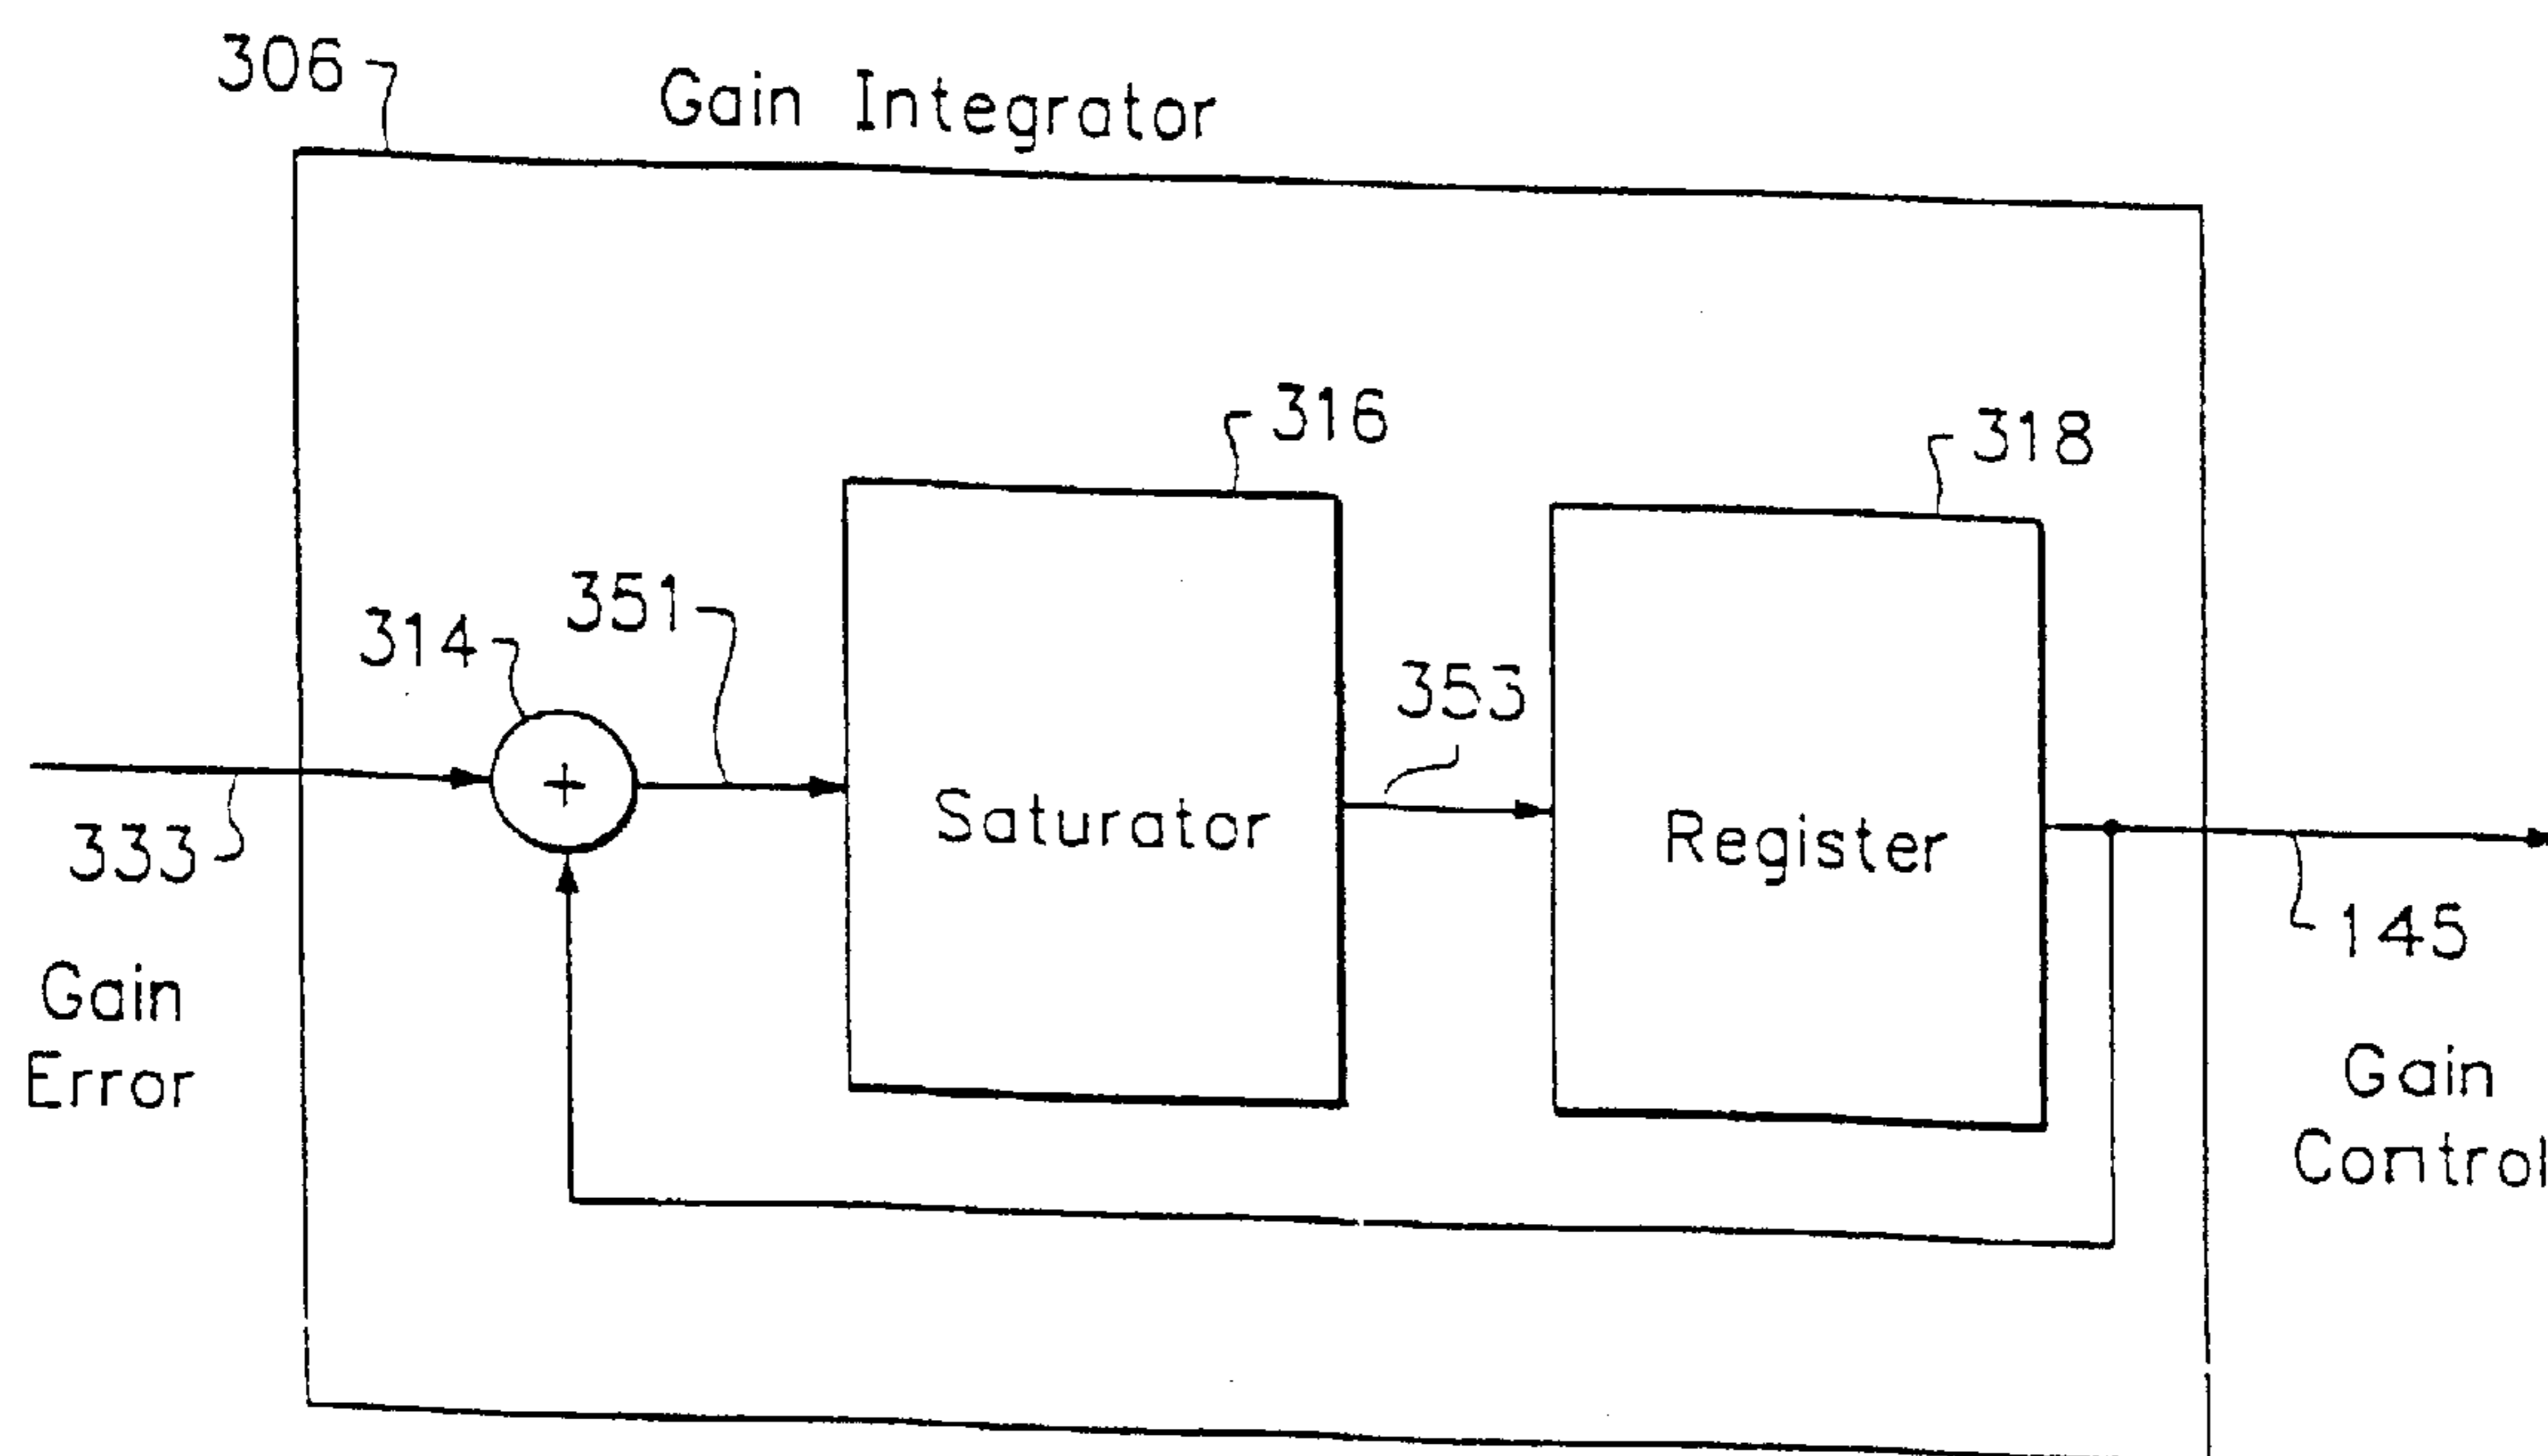 306
Gain Integrator
316
318
351
314
353
333
Saturator
Register
145
Gain
Error
Gain
Control
+